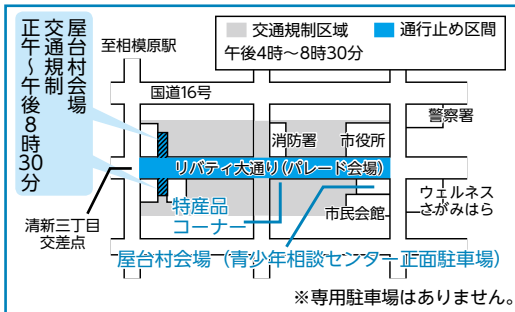 屋台村会場
交通規制
正午～午後8時30分
至相模原駅
交通規制区域
通行止め区間
午後4時～8時30分
国道16号
警察署
消防署
市役所
リバティ大通り（パレード会場）
清新三丁目
交差点
特産品
コーナー
市民会館
ウェルネス
さがみはら
屋台村会場（青少年相談センター正面駐車場）
※専用駐車場はありません。